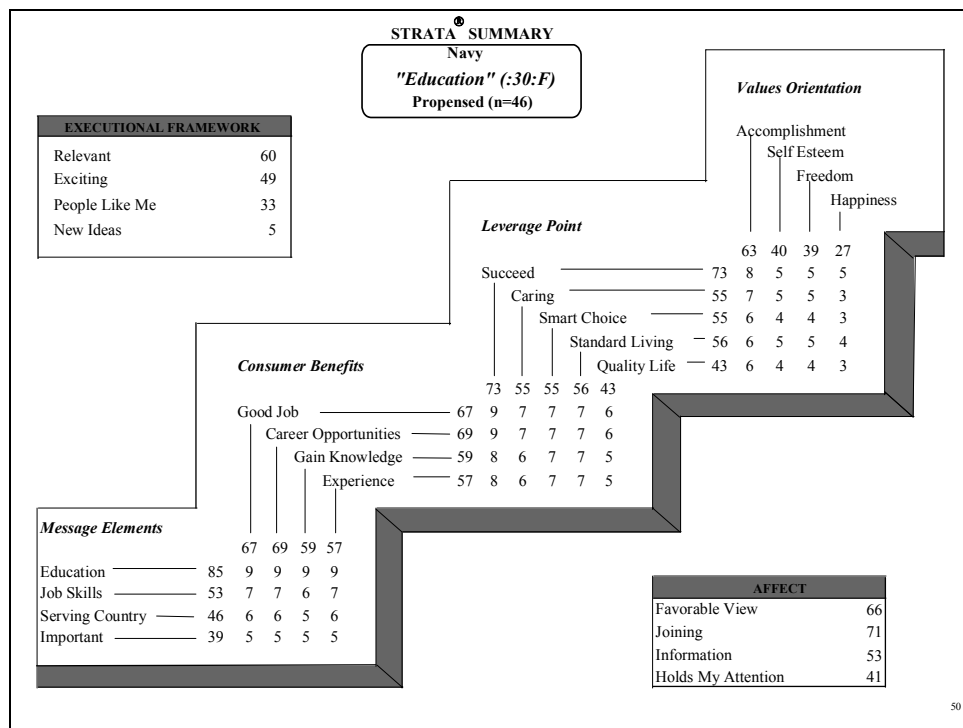 STRATA® SUMMARY
Navy
"Education" (:30:F)
Propensed (n=46)
EXECUTIONAL FRAMEWORK
Relevant 60
Exciting 49
People Like Me 33
New Ideas 5
Values Orientation
Accomplishment
Self Esteem
Freedom
Happiness
63 40 39 27
Leverage Point
Succeed 73 8 5 5 5
Caring 55 7 5 5 3
Smart Choice 55 6 4 4 3
Standard Living 56 6 5 5 4
Quality Life 43 6 4 4 3
Consumer Benefits
73 55 55 56 43
Good Job 67 9 7 7 7 6
Career Opportunities 69 9 7 7 7 6
Gain Knowledge 59 8 6 7 7 5
Experience 57 8 6 7 7 5
Message Elements
67 69 59 57
Education 85 9 9 9 9
Job Skills 53 7 7 6 7
Serving Country 46 6 6 5 6
Important 39 5 5 5 5
AFFECT
Favorable View 66
Joining 71
Information 53
Holds My Attention 41
50